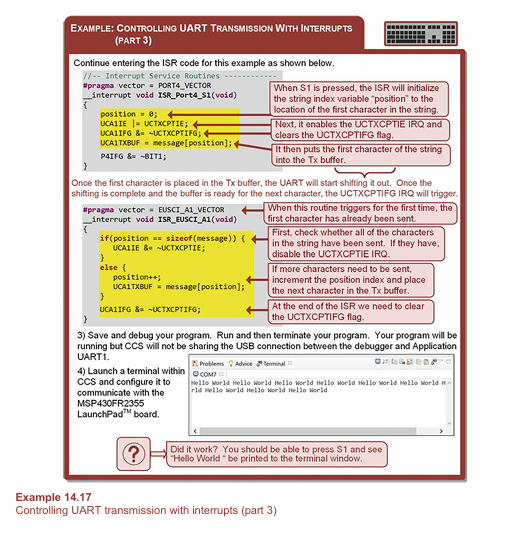 EXAMPLE: CONTROLLING UART TRANSMISSION WITH INTERRUPTS
(PART 3)
Continue entering the ISR code for this example as shown below.
//-- Interrupt Service Routines ------------
#pragma vector = PORT4_VECTOR
__interrupt void ISR_Port4_S1(void)
{
position = 0;
UCA1IE |= UCTXCPTIE;
UCA1IFG &= ~UCTXCPTIFG;
UCA1TXBUF = message[position];
P4IFG &= ~BIT1;
}
When S1 is pressed, the ISR will initialize
the string index variable "position" to the
location of the first character in the string.
Next, it enables the UCTXCPTIE IRQ and
clears the UCTXCPTIFG flag.
It then puts the first character of the string
into the Tx buffer.
Once the first character is placed in the Tx buffer, the UART will start shifting it out. Once the
shifting is complete and the buffer is ready for the next character, the UCTXCPTIFG IRQ will trigger.
#pragma vector = EUSCI_A1_VECTOR
__interrupt void ISR_EUSCI_A1(void)
{
if(position == sizeof(message)) {
UCA1IE &= ~UCTXCPTIE;
}
else {
position++;
UCA1TXBUF = message[position];
}
UCA1IFG &= ~UCTXCPTIFG;
}
When this routine triggers for the first time, the
first character has already been sent.
First, check whether all of the characters
in the string have been sent. If they have,
disable the UCTXCPTIE IRQ.
If more characters need to be sent,
increment the position index and place
the next character in the Tx buffer.
At the end of the ISR we need to clear
the UCTXCPTIFG flag.
3) Save and debug your program. Run and then terminate your program. Your program will be
running but CCS will not be sharing the USB connection between the debugger and Application
UART1.
4) Launch a terminal within
CCS and configure it to
communicate with the
MSP430FR2355
LaunchPad™ board.
Problems Advice Terminal
COM7
Hello World Hello World Hello World Hello World Hello World Hello World H
rld Hello World Hello World Hello World
?
Did it work? You should be able to press S1 and see
"Hello World " be printed to the terminal window.
Example 14.17
Controlling UART transmission with interrupts (part 3)